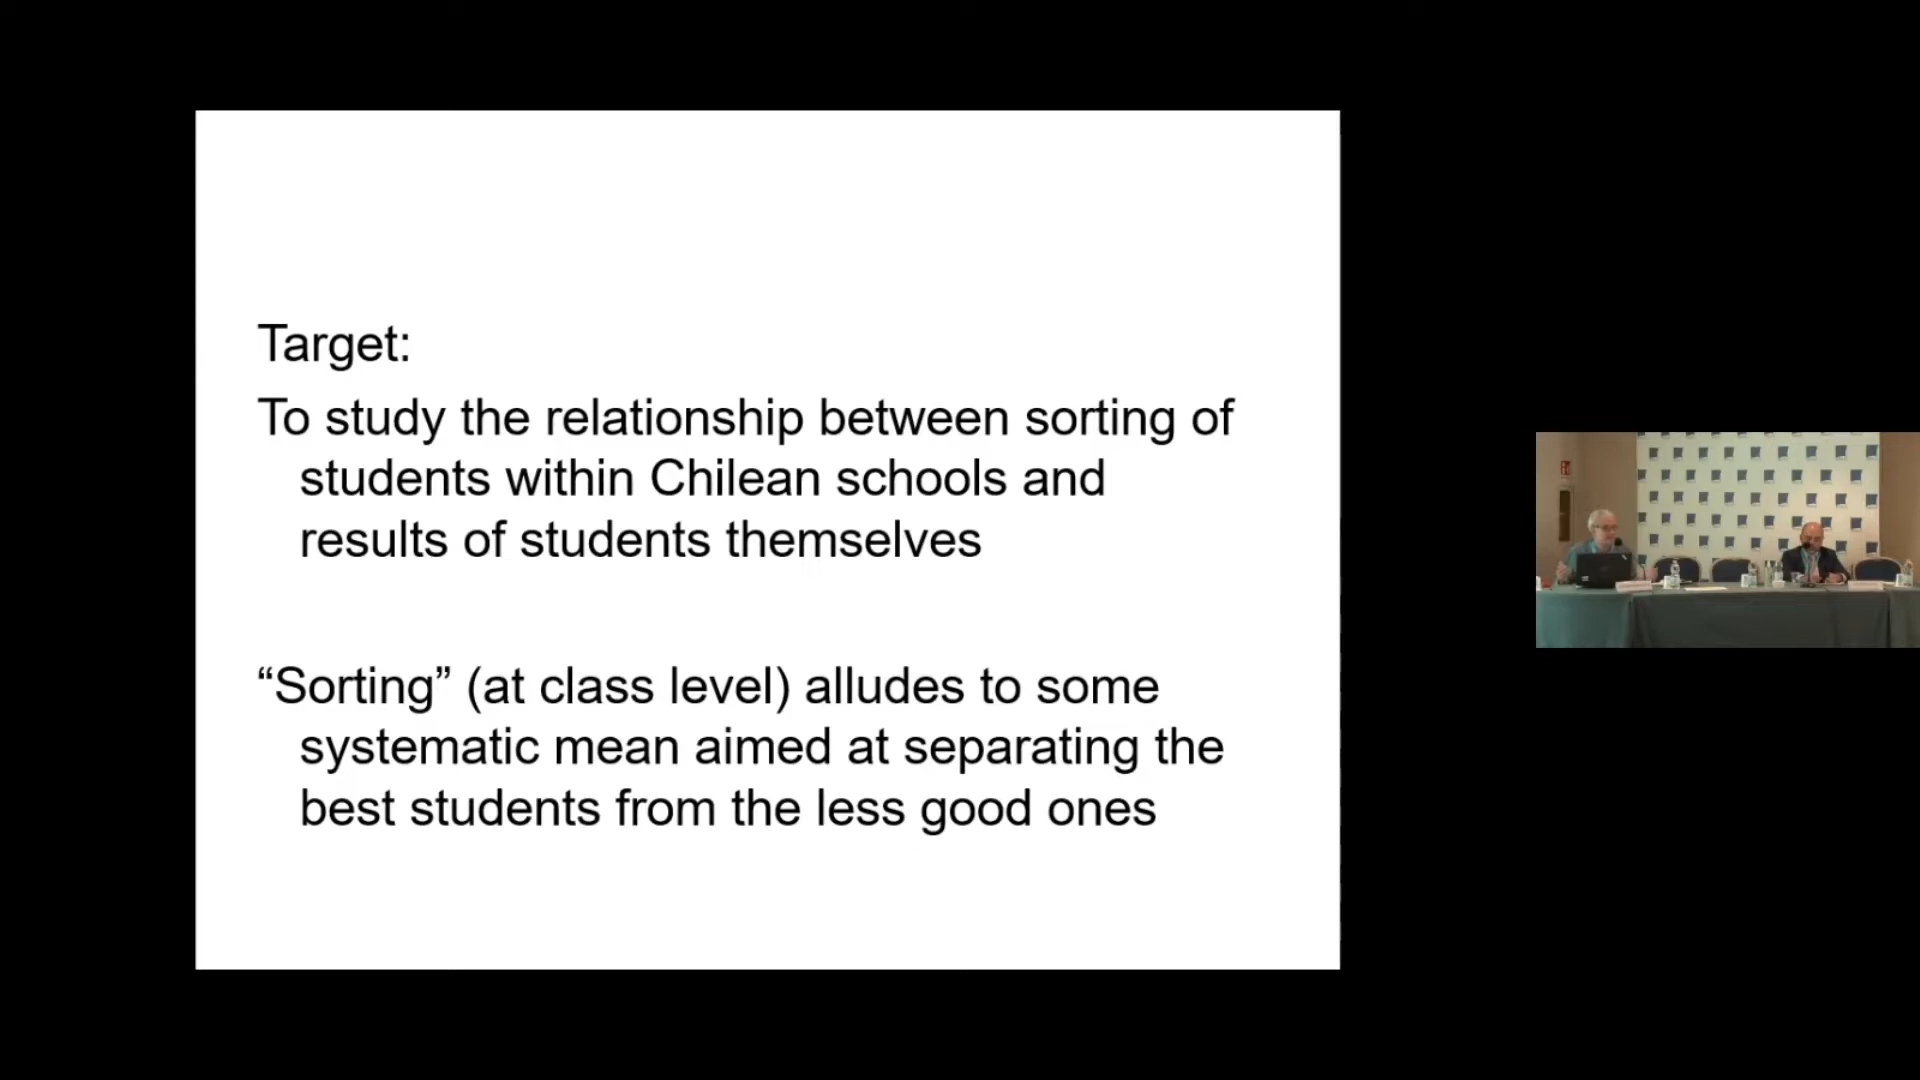 Target:
To study the relationship between sorting of
students within Chilean schools and
results of students themselves
“Sorting” (at class level) alludes to some
systematic mean aimed at separating the
best students from the less good ones